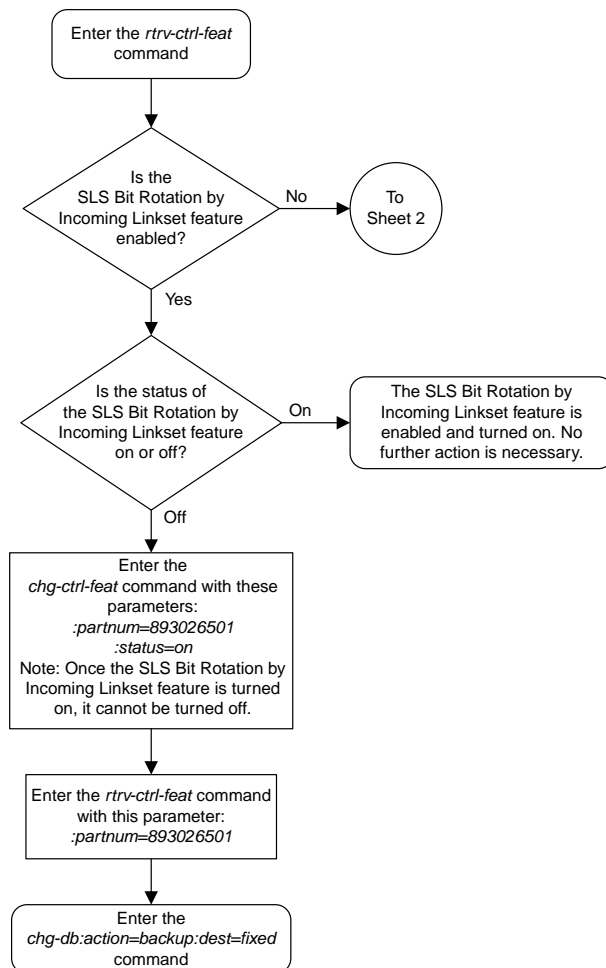 Enter the rtrv-ctrl-feat
command
Is the
SLS Bit Rotation by
Incoming Linkset feature
enabled?
No
To
Sheet 2
Yes
Is the status of
the SLS Bit Rotation by
Incoming Linkset feature
on or off?
On
The SLS Bit Rotation by
Incoming Linkset feature is
enabled and turned on. No
further action is necessary.
Off
Enter the
chg-ctrl-feat command with these
parameters:
:partnum=893026501
:status=on
Note: Once the SLS Bit Rotation by
Incoming Linkset feature is turned
on, it cannot be turned off.
Enter the rtrv-ctrl-feat command
with this parameter:
:partnum=893026501
Enter the
chg-db:action=backup:dest=fixed
command